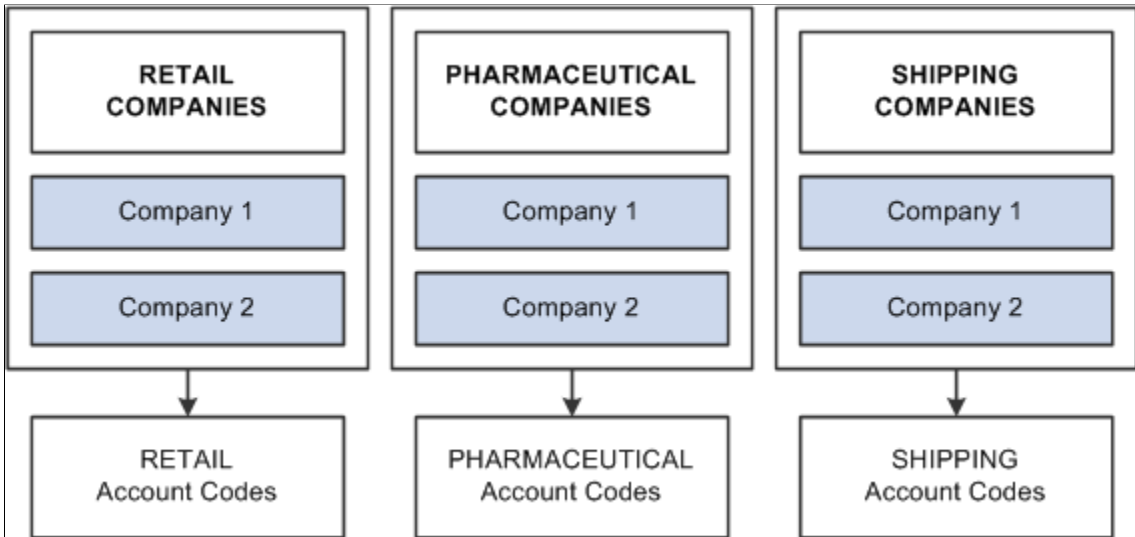 RETAIL
COMPANIES
Company 1
Company 2
RETAIL
Account Codes
PHARMACEUTICAL
COMPANIES
Company 1
Company 2
PHARMACEUTICAL
Account Codes
SHIPPING
COMPANIES
Company 1
Company 2
SHIPPING
Account Codes